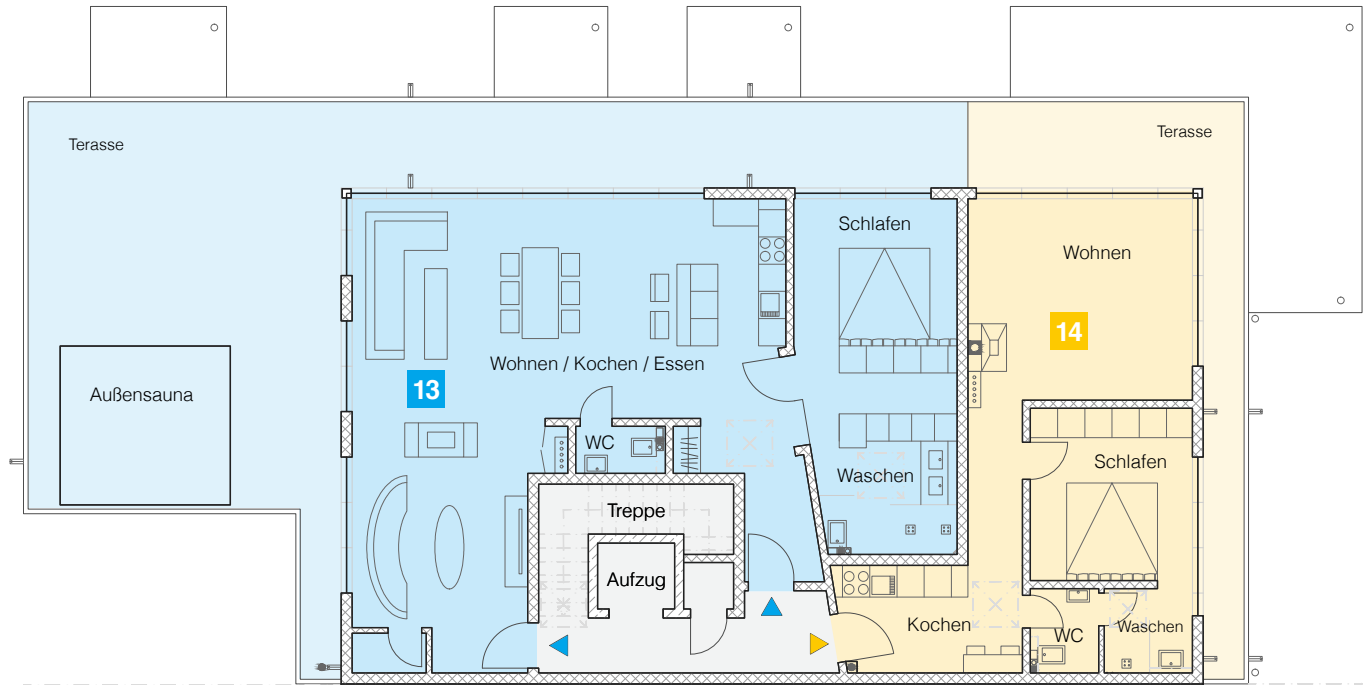 Terasse
Terasse
Schlafen
Wohnen
14
Wohnen / Kochen / Essen
13
Außensauna
WC
Schlafen
Waschen
Treppe
Aufzug
Kochen
WC
Waschen